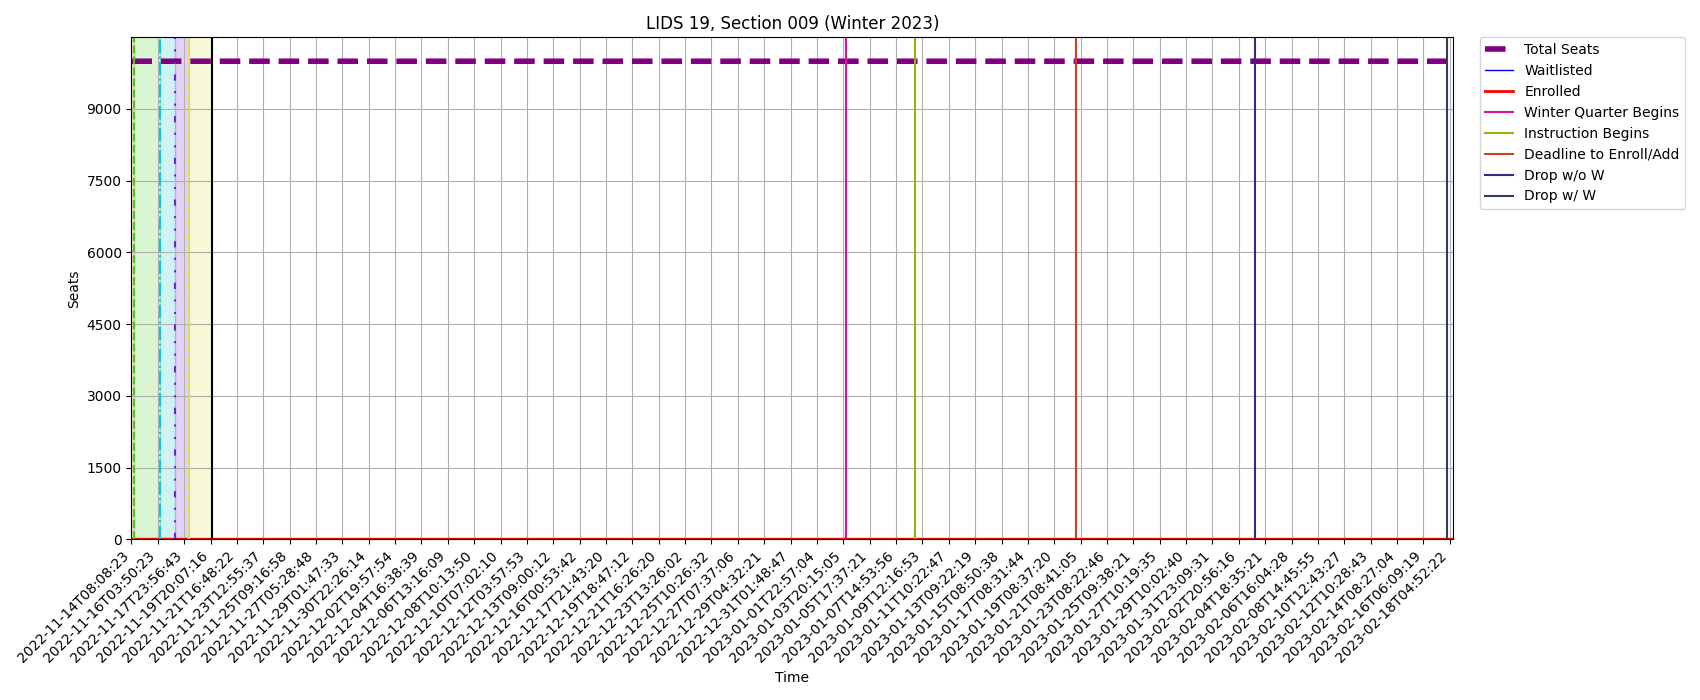 LIDS 19, Section 009 (Winter 2023)
Total Seats
Waitlisted
Enrolled
Winter Quarter Begins
Instruction Begins
Deadline to Enroll/Add
Drop w/o W
Drop w/ W
Seats
9000
7500
6000
4500
3000
1500
0
2022-11-14T08:08:23
2022-11-16T03:50:23
2022-11-17T23:56:43
2022-11-19T20:07:16
2022-11-21T16:48:22
2022-11-23T12:55:37
2022-11-25T09:16:58
2022-11-27T05:28:48
2022-11-29T01:47:33
2022-11-30T22:26:14
2022-12-02T19:57:54
2022-12-04T16:38:39
2022-12-06T13:16:09
2022-12-08T10:13:50
2022-12-10T07:02:10
2022-12-12T03:57:53
2022-12-13T09:00:12
2022-12-16T00:53:42
2022-12-17T21:43:20
2022-12-19T18:47:12
2022-12-21T16:26:20
2022-12-23T13:26:02
2022-12-25T10:26:32
2022-12-27T07:37:06
2022-12-29T04:32:21
2022-12-31T01:48:47
2023-01-01T22:57:04
2023-01-03T20:15:05
2023-01-05T17:37:21
2023-01-07T14:53:56
2023-01-09T12:16:53
2023-01-11T10:22:47
2023-01-13T09:22:19
2023-01-15T08:50:38
2023-01-17T08:31:44
2023-01-19T08:37:20
2023-01-21T08:41:05
2023-01-23T08:22:46
2023-01-25T09:38:21
2023-01-27T10:19:35
2023-01-29T10:02:40
2023-01-31T23:09:31
2023-02-02T20:56:16
2023-02-04T18:35:21
2023-02-06T16:04:28
2023-02-08T14:45:55
2023-02-10T12:43:27
2023-02-12T10:28:43
2023-02-14T08:27:04
2023-02-16T06:09:19
2023-02-18T04:52:22
Time